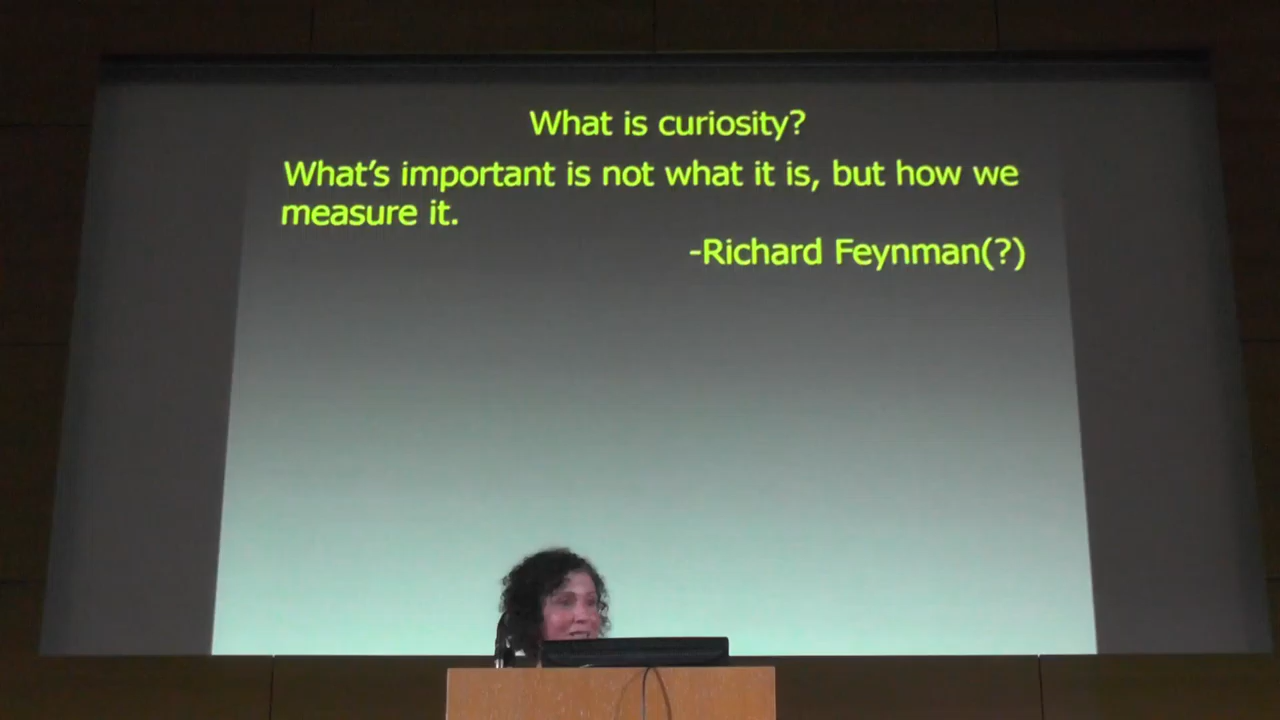 What is curiosity?
What's important is not what it is, but how we
measure it.
-Richard Feynman(?)